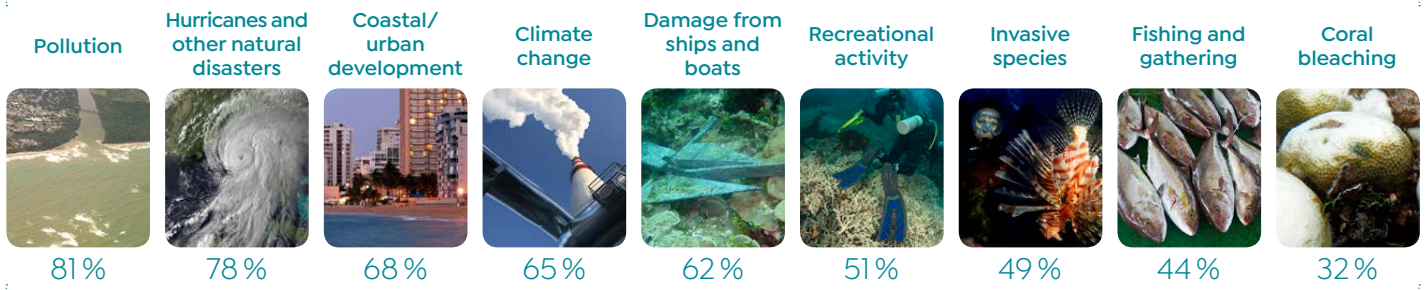 Pollution
Hurricanes and
other natural
disasters
Coastal/
urban
development
Climate
change
Damage from
ships and
boats
Recreational
activity
Invasive
species
Fishing and
gathering
Coral
bleaching
81 %
78 %
68 %
65 %
62 %
51 %
49 %
44 %
32 %